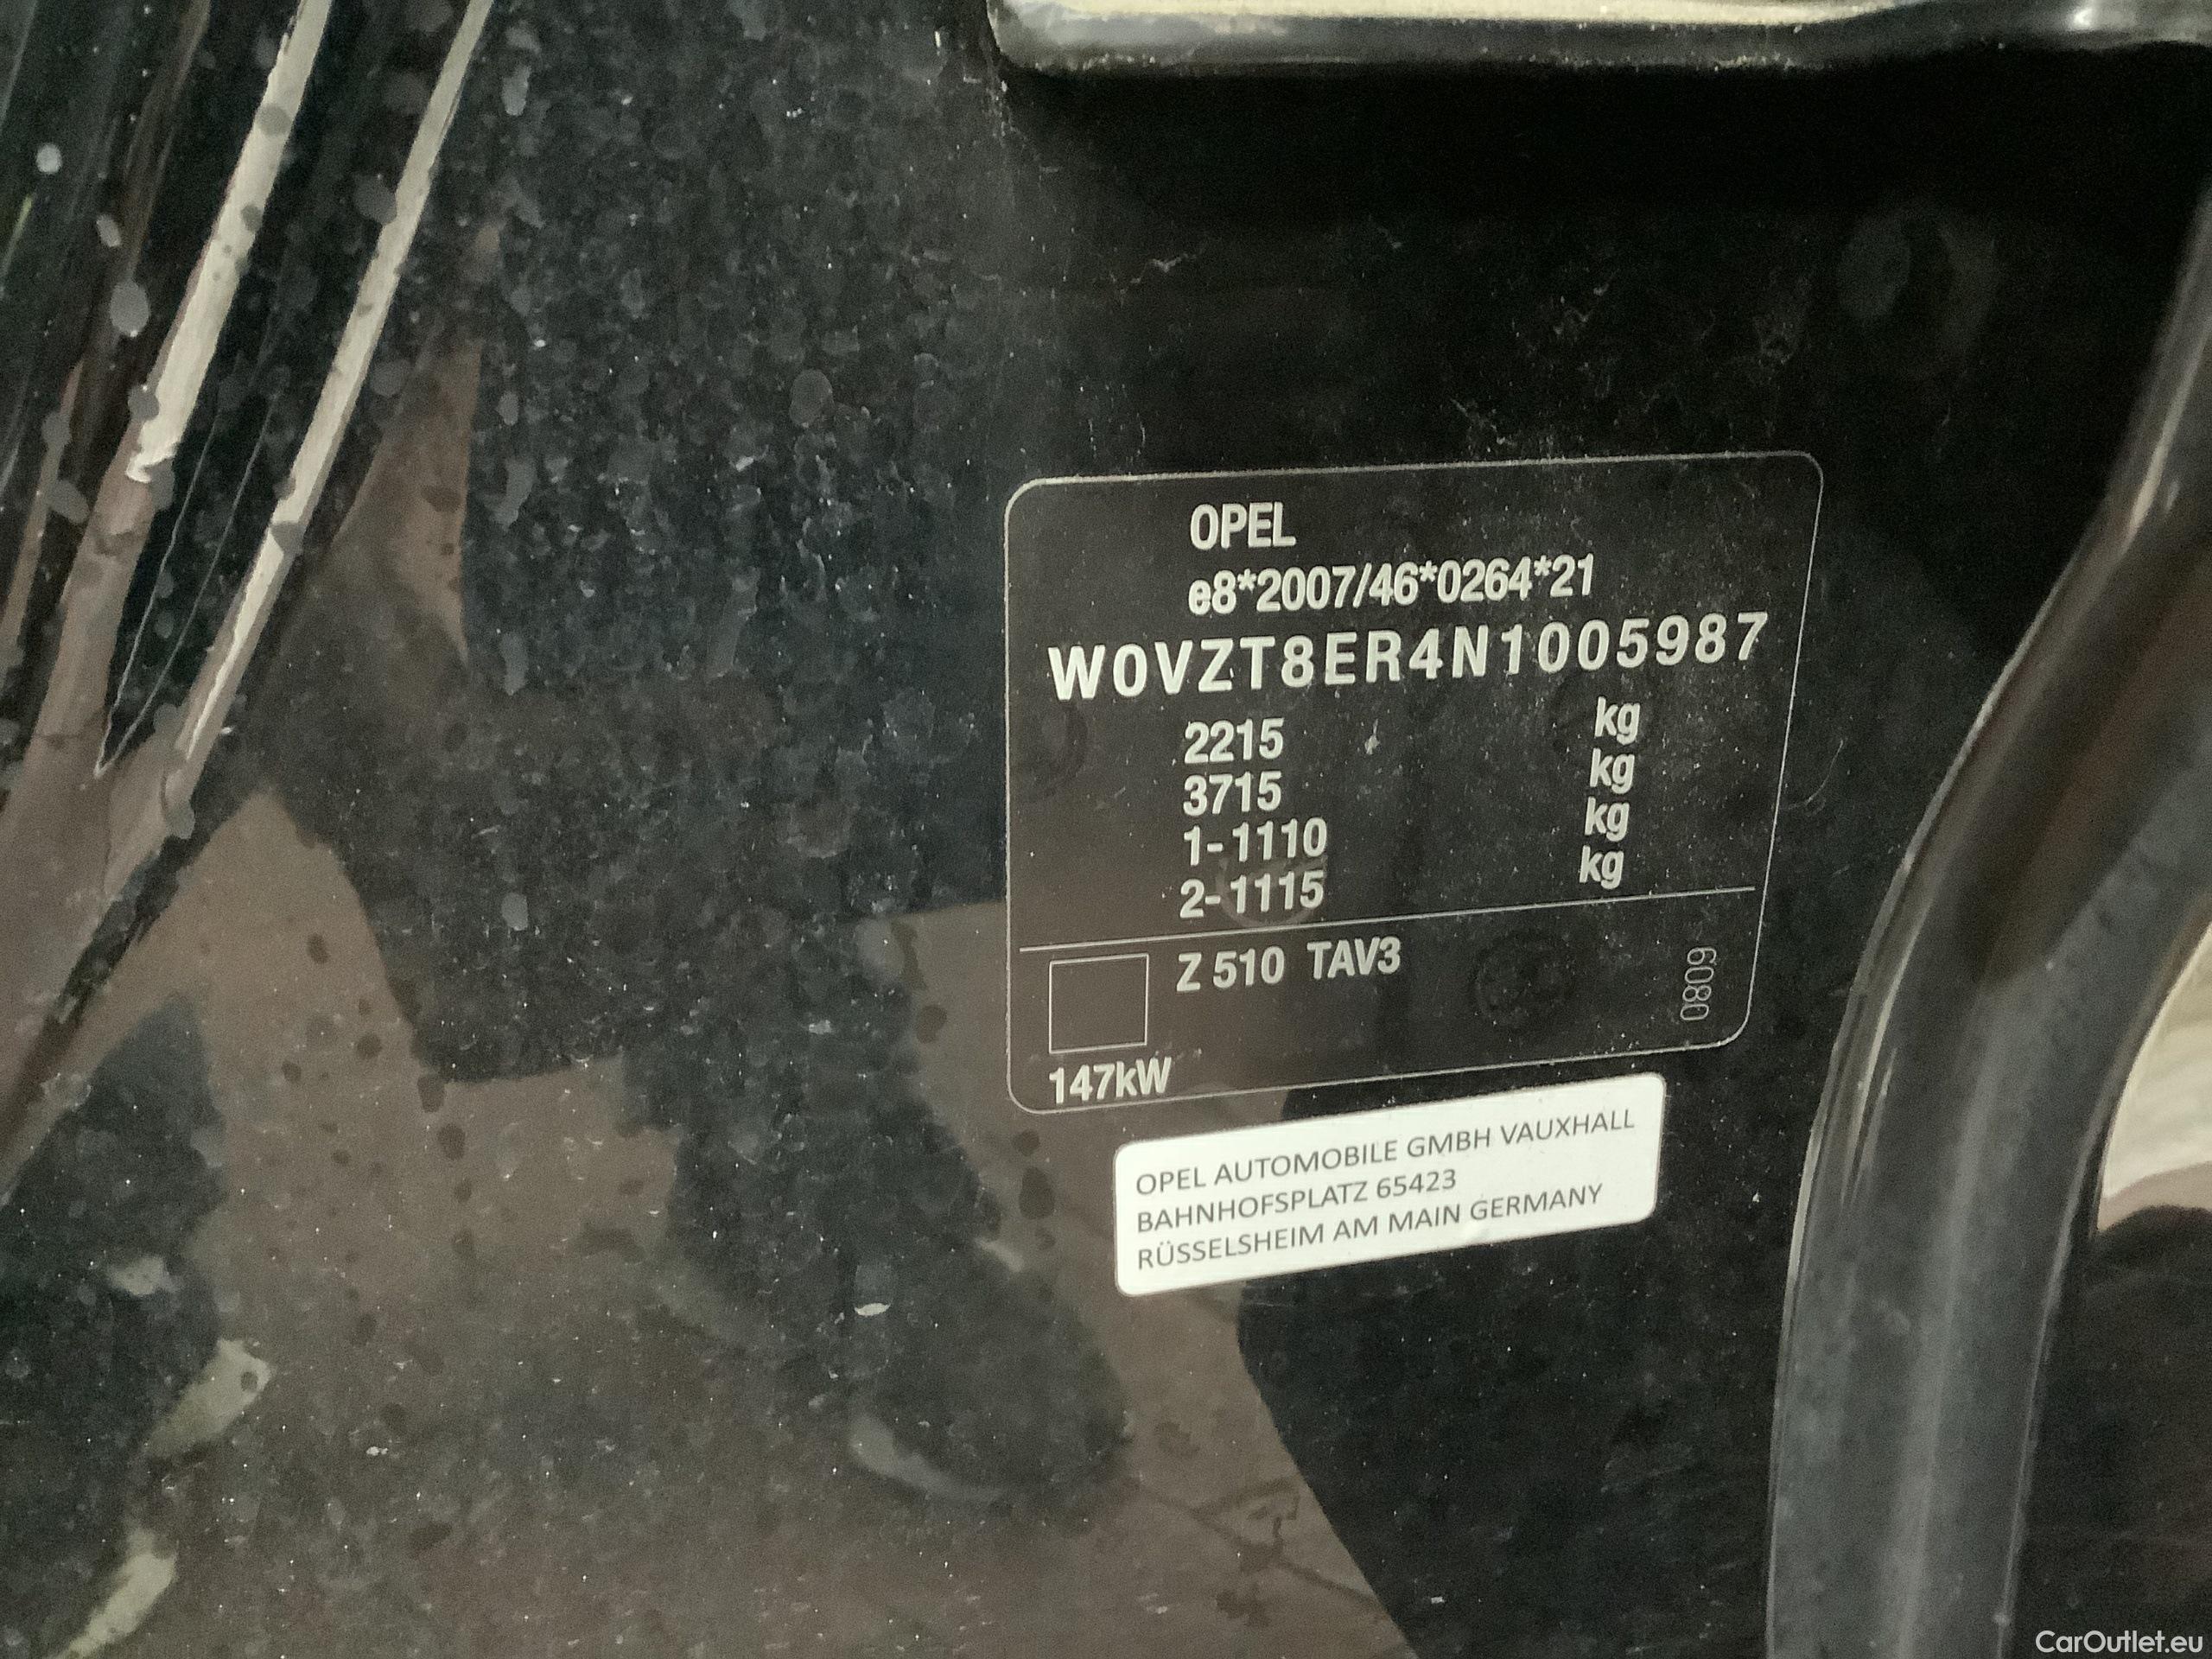 OPEL
e8*2007/46*0264*21
W0VZT8ER4N1005987
2215 kg
3715 kg
1-1110 kg
2-1115 kg
Z 510 TAV3
0809
147kW
OPEL AUTOMOBILE GMBH VAUXHALL
BAHNHOFSPLATZ 65423
RÜSSELSHEIM AM MAIN GERMANY
CarOutlet.eu